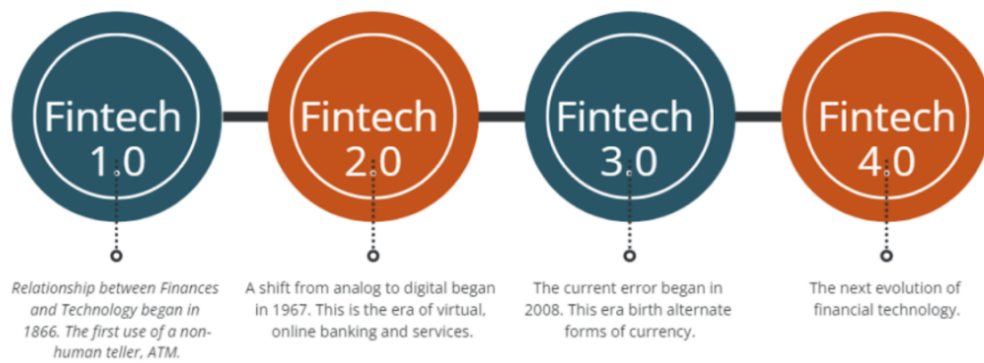 Fintech
1.0
Fintech
2.0
Fintech
3.0
Fintech
4.0
Relationship between Finances
and Technology began in
1866. The first use of a non-
human teller, ATM.
A shift from analog to digital began
in 1967. This is the era of virtual,
online banking and services.
The current error began in
2008. This era birth alternate
forms of currency.
The next evolution of
financial technology.